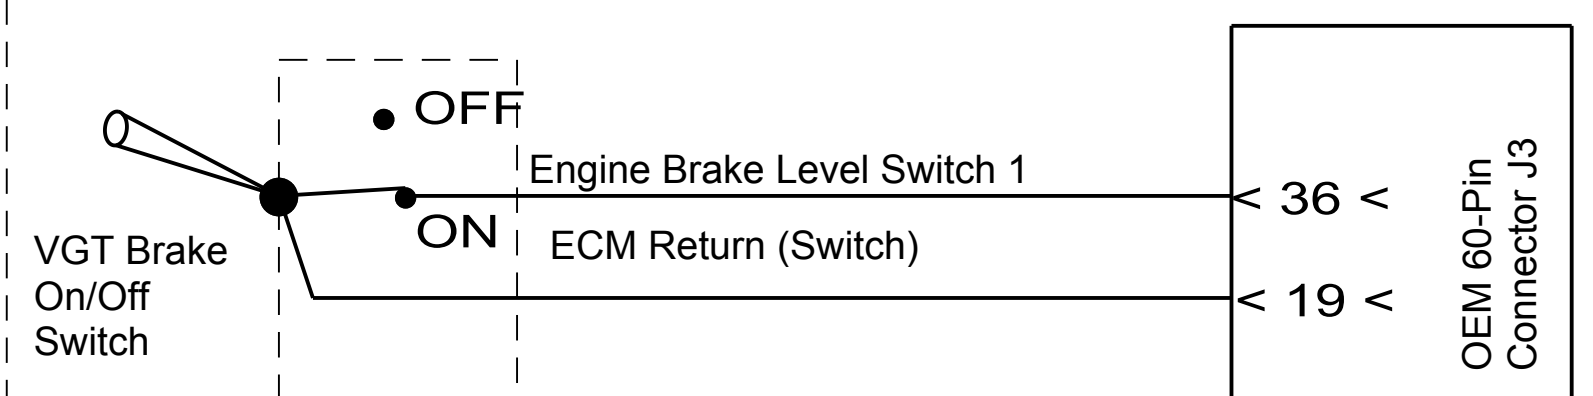 OFF
Engine Brake Level Switch 1
< 36 <
ON
ECM Return (Switch)
VGT Brake
On/Off
Switch
< 19 <
OEM 60-Pin
Connector J3